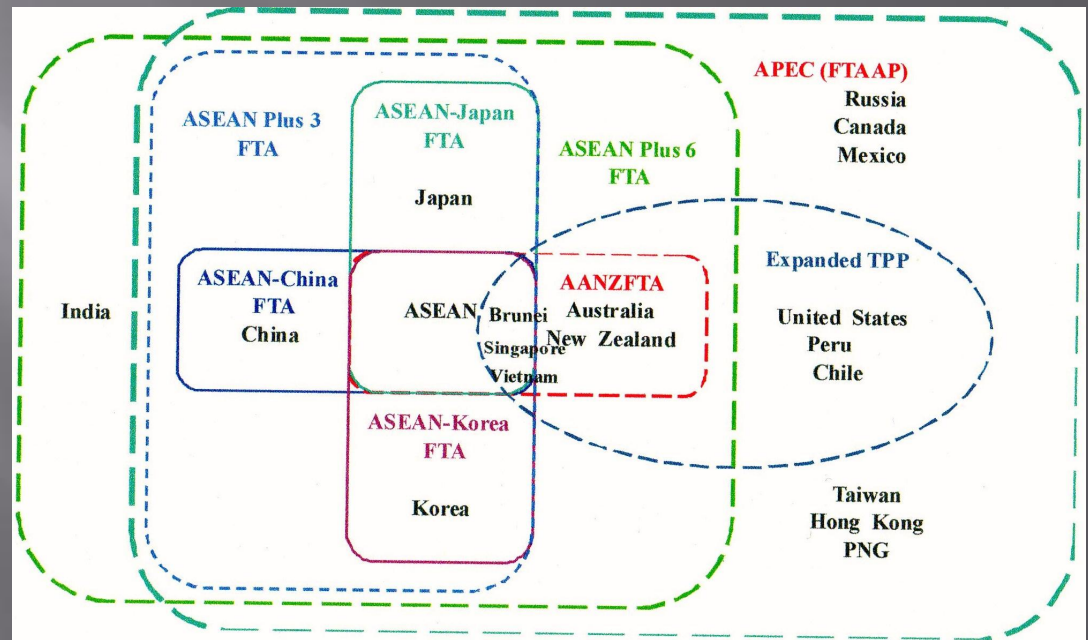 APEC (FTAAP)
Russia
Canada
Mexico
ASEAN Plus 3
FTA
ASEAN-Japan
FTA
Japan
ASEAN Plus 6
FTA
Expanded TPP
United States
Peru
Chile
India
ASEAN-China
FTA
China
ASEAN
Brunei
Singapore
Vietnam
AANZFTA
Australia
New Zealand
ASEAN-Korea
FTA
Korea
Taiwan
Hong Kong
PNG